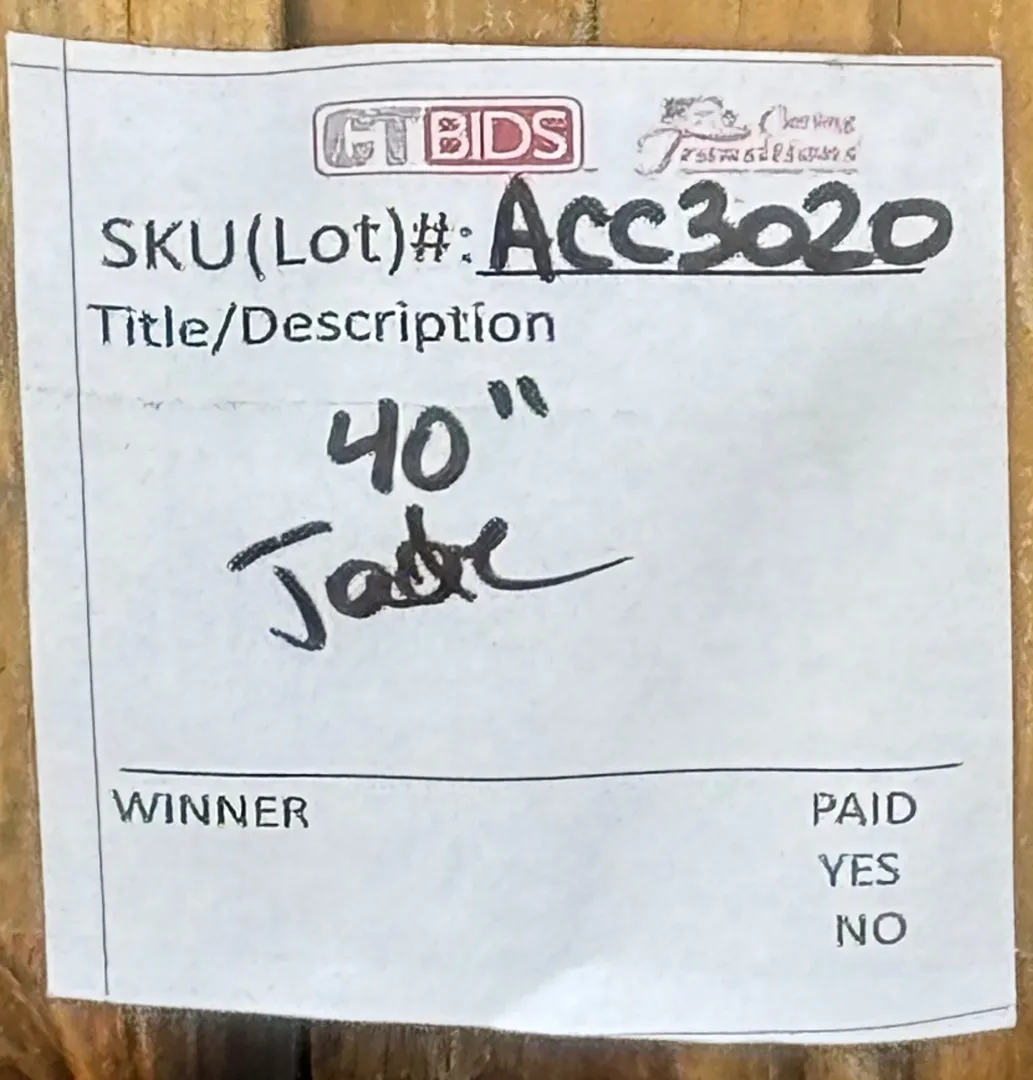 CTBIDS
SKU(Lot)#: ACC3020
Title/Description
40"
Jade
WINNER PAID
YES
NO